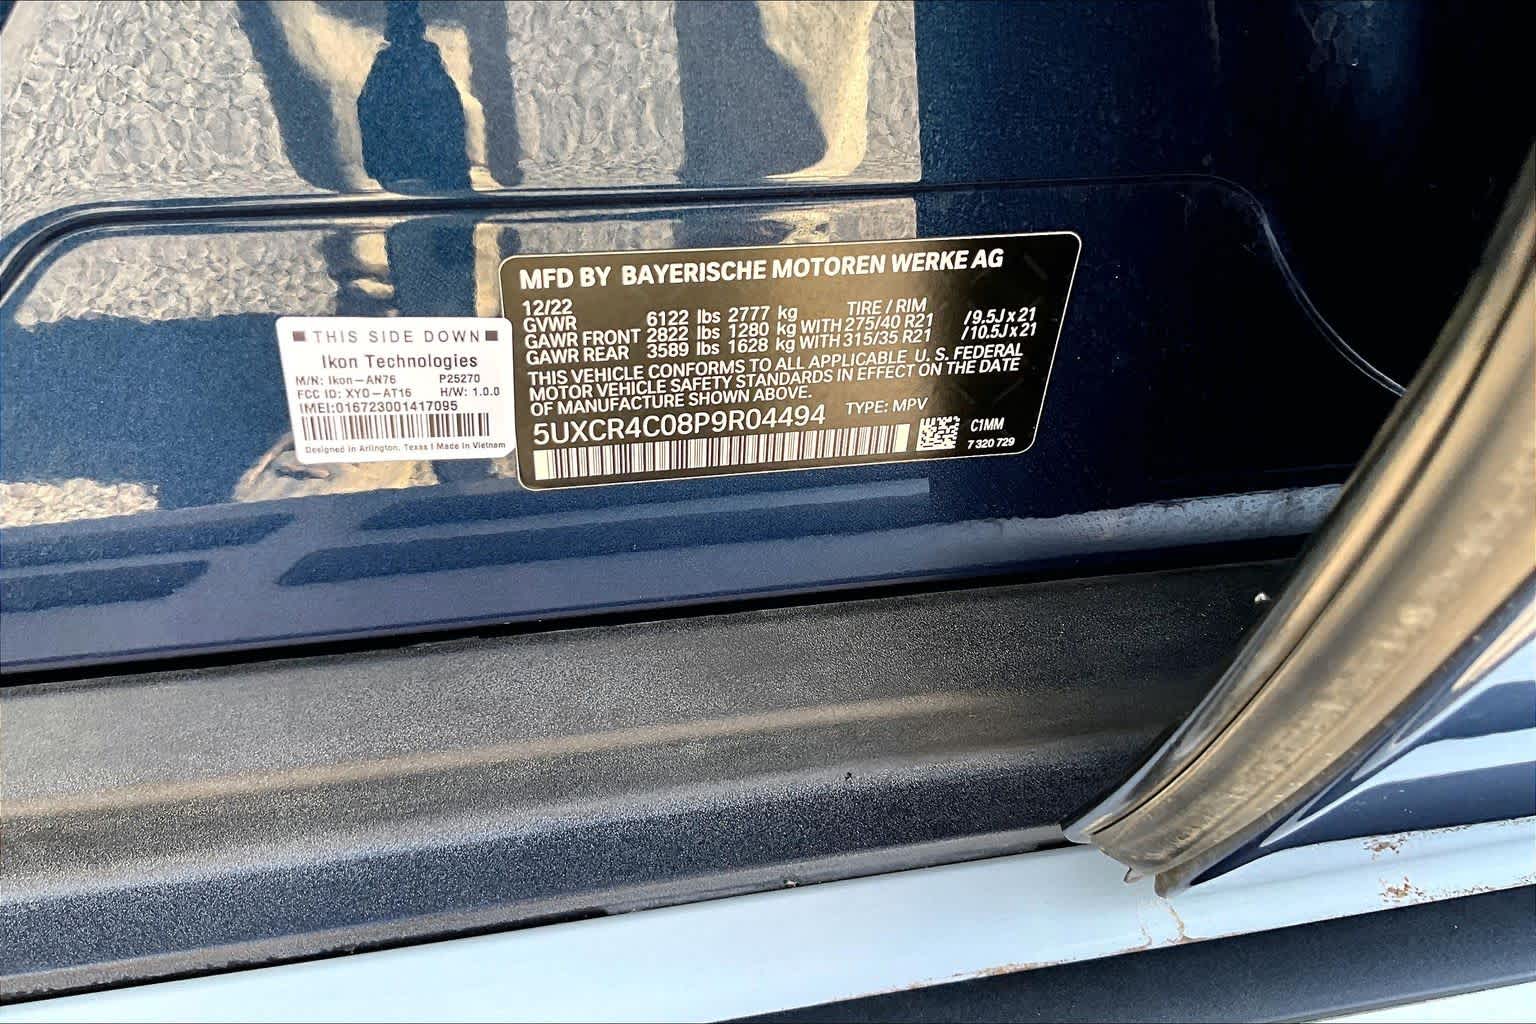 THIS SIDE DOWN
Ikon Technologies
M/N: Ikon-AN76 P25270
FCC ID: XYO-AT16 H/W: 1.0.0
IMEI:016723001417095
Designed in Arlington, Texas | Made in Vietnam
MFD BY BAYERISCHE MOTOREN WERKE AG
12/22 TIRE / RIM
GVWR 6122 lbs 2777 kg
GAWR FRONT 2822 lbs 1280 kg WITH 275/40 R21 /9.5J x 21
GAWR REAR 3589 lbs 1628 kg WITH 315/35 R21 /10.5J x 21
THIS VEHICLE CONFORMS TO ALL APPLICABLE U. S. FEDERAL
MOTOR VEHICLE SAFETY STANDARDS IN EFFECT ON THE DATE
OF MANUFACTURE SHOWN ABOVE.
5UXCR4C08P9R04494 TYPE: MPV
C1MM
7 320 729